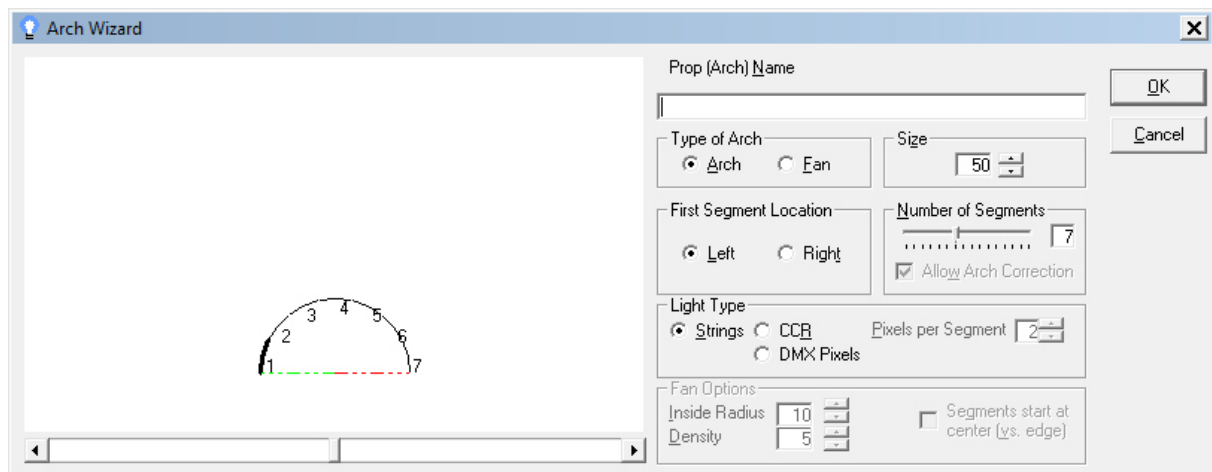 Arch Wizard
Prop (Arch) Name
OK
Cancel
Type of Arch
Arch Fan
Size
50
First Segment Location
Left Right
Number of Segments
7
Allow Arch Correction
Light Type
Strings CCR Pixels per Segment 2
DMX Pixels
Fan Options
Inside Radius 10
Density 5
Segments start at
center (vs. edge)
1 2 3 4 5 6 7